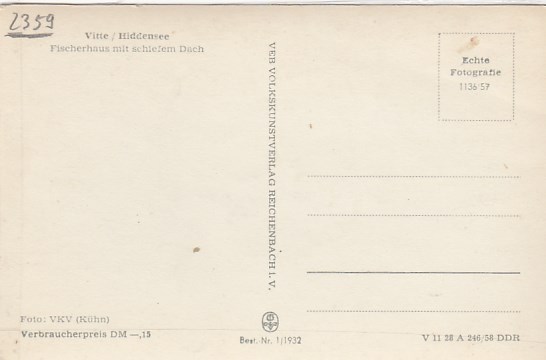 2359
Vitte / Hiddensee
Fischerhaus mit schiefem Dach
VEB VOLKSKUNSTVERLAG REICHENBACH I. V.
Echte
Fotografie
1136/57
Foto: VKV (Kühn)
Verbraucherpreis DM —,15
Best.-Nr. 1/1932
V 11 28 A 246/58 DDR